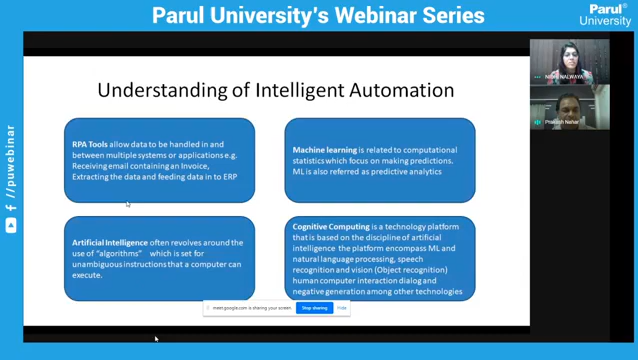 Parul University's Webinar Series
Parul®
University
/puwebinar
Understanding of Intelligent Automation
RPA Tools allow data to be handled in and
between multiple systems or applications e.g.
Receiving email containing an Invoice,
Extracting the data and feeding data in to ERP
Machine learning is related to computational
statistics which focus on making predictions.
ML is also referred as predictive analytics
Artificial Intelligence often revolves around the
use of "algorithms" which is set for
unambiguous instructions that a computer can
execute.
Cognitive Computing is a technology platform
that is based on the discipline of artificial
intelligence the platform encompass ML and
natural language processing, speech
recognition and vision (Object recognition)
human computer interaction dialog and
negative generation among other technologies
meet.google.com is sharing your screen.
Stop sharing
Hide
NALWAYA
Prakash Nahar